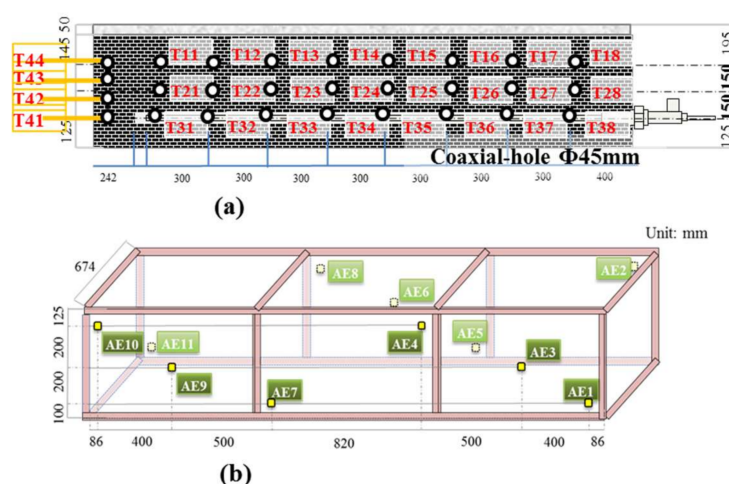 145 50
T44
T43
T42
T41
125
T11 T12 T13 T14 T15 T16 T17 T18
T21 T22 T23 T24 T25 T26 T27 T28
T31 T32 T33 T34 T35 T36 T37 T38
195
150
150
125
Coaxial-hole Φ45mm
242 300 300 300 300 300 300 300 400
(a)
Unit: mm
674
AE8 AE2
AE6
125
200
200
100
AE10 AE11 AE4 AE5 AE3
AE9 AE7 AE1
86 400 500 820 500 400 86
(b)